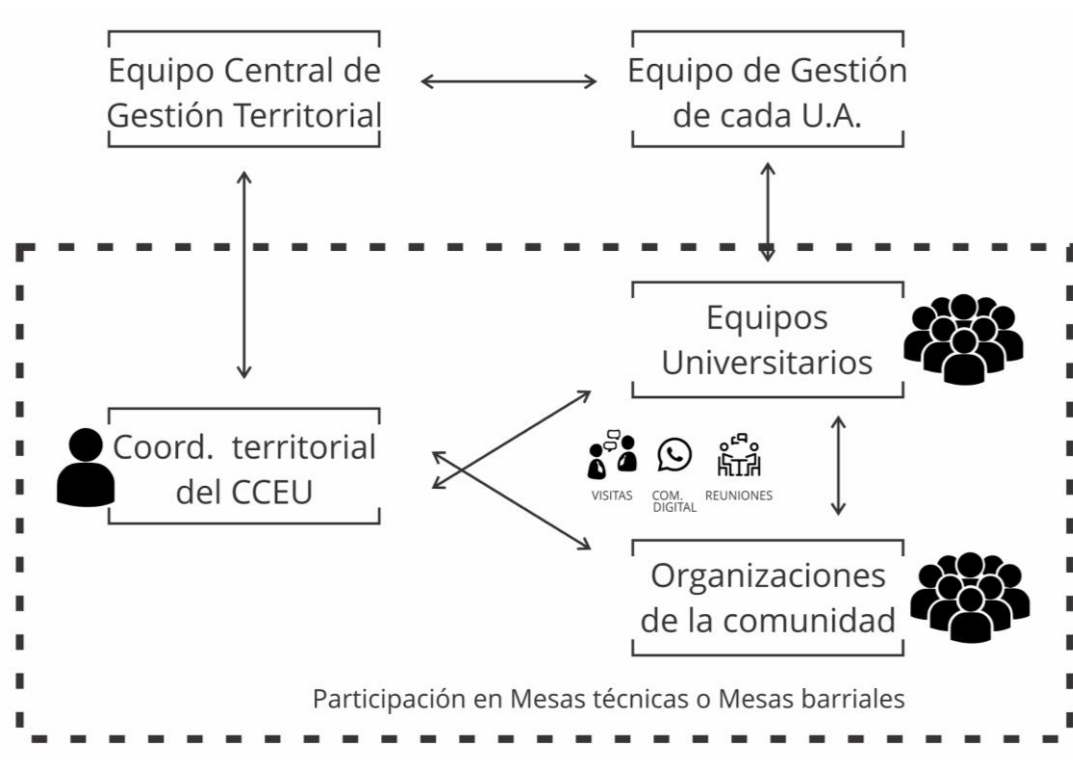 Equipo Central de
Gestión Territorial
Equipo de Gestión
de cada U.A.
Equipos
Universitarios
Coord. territorial
del CCEU
VISITAS
COM.
DIGITAL
REUNIONES
Organizaciones
de la comunidad
Participación en Mesas técnicas o Mesas barriales